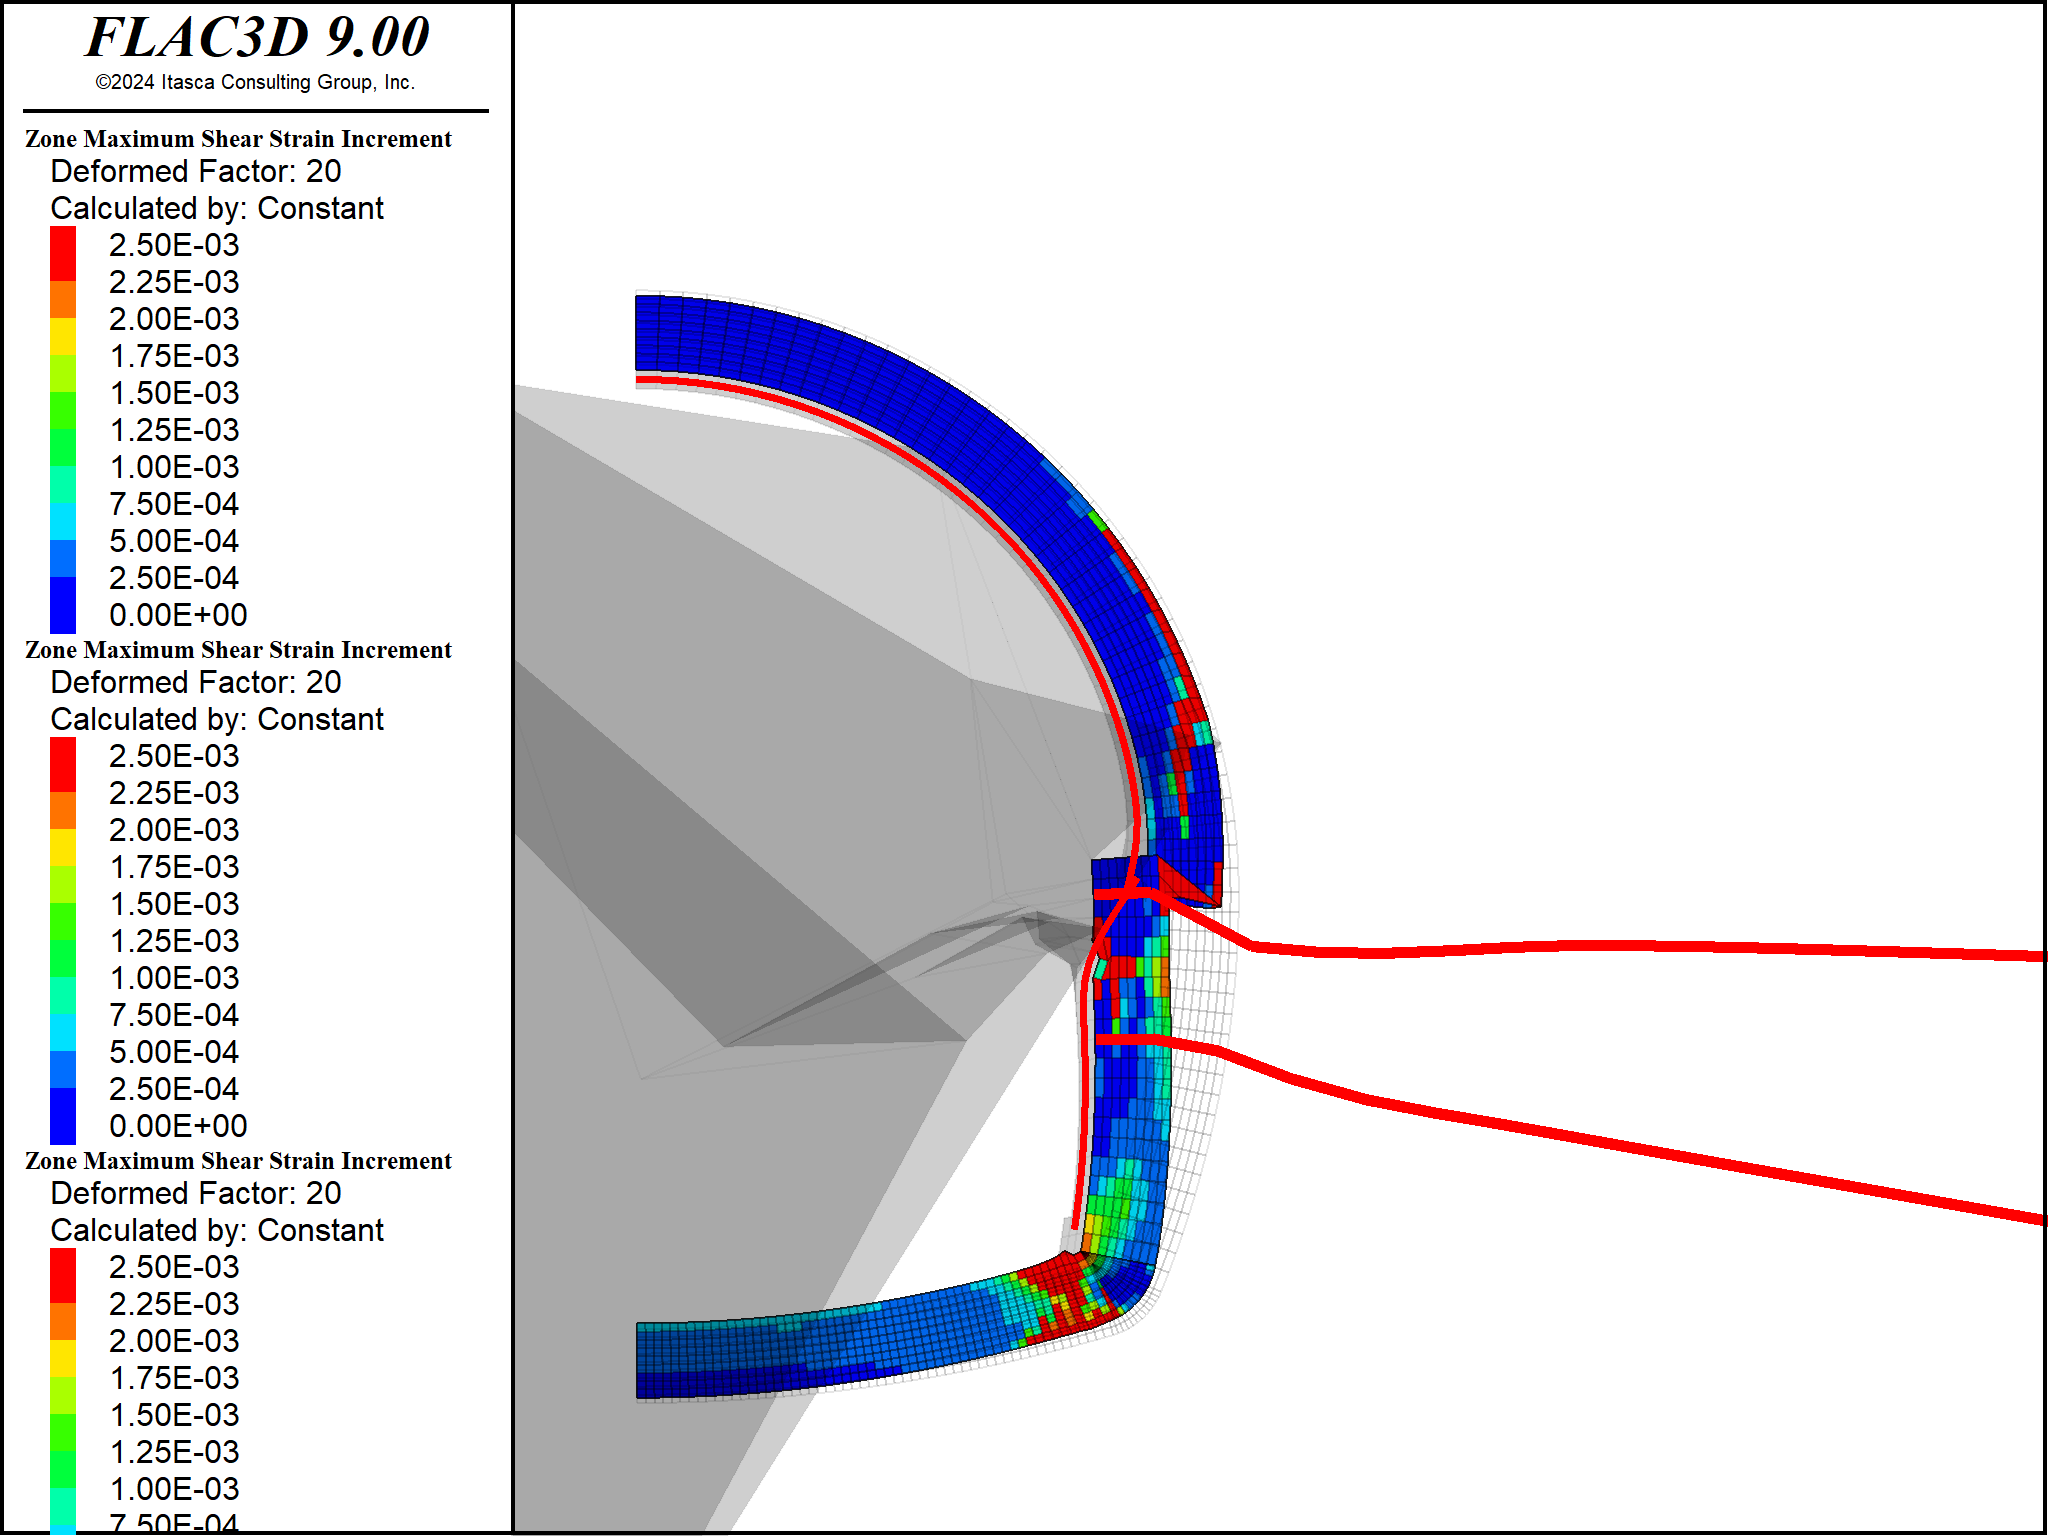 FLAC3D 9.00
©2024 Itasca Consulting Group, Inc.
Zone Maximum Shear Strain Increment
Deformed Factor: 20
Calculated by: Constant
2.50E-03
2.25E-03
2.00E-03
1.75E-03
1.50E-03
1.25E-03
1.00E-03
7.50E-04
5.00E-04
2.50E-04
0.00E+00
Zone Maximum Shear Strain Increment
Deformed Factor: 20
Calculated by: Constant
2.50E-03
2.25E-03
2.00E-03
1.75E-03
1.50E-03
1.25E-03
1.00E-03
7.50E-04
5.00E-04
2.50E-04
0.00E+00
Zone Maximum Shear Strain Increment
Deformed Factor: 20
Calculated by: Constant
2.50E-03
2.25E-03
2.00E-03
1.75E-03
1.50E-03
1.25E-03
1.00E-03
7.50E-04